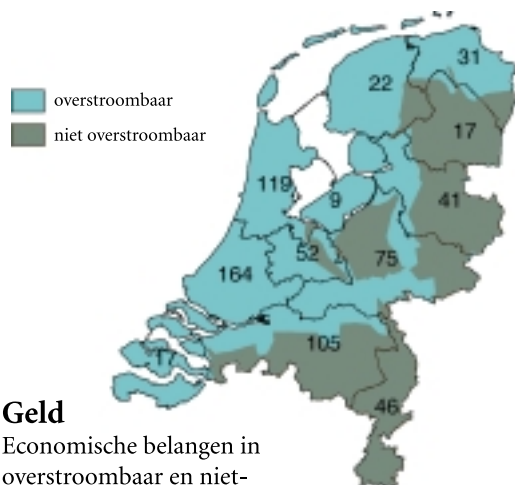 31
22
overstroombaar
niet overstroombaar
17
119
9
41
52
75
164
17
105
46
Geld
Economische belangen in
overstroombaar en niet-